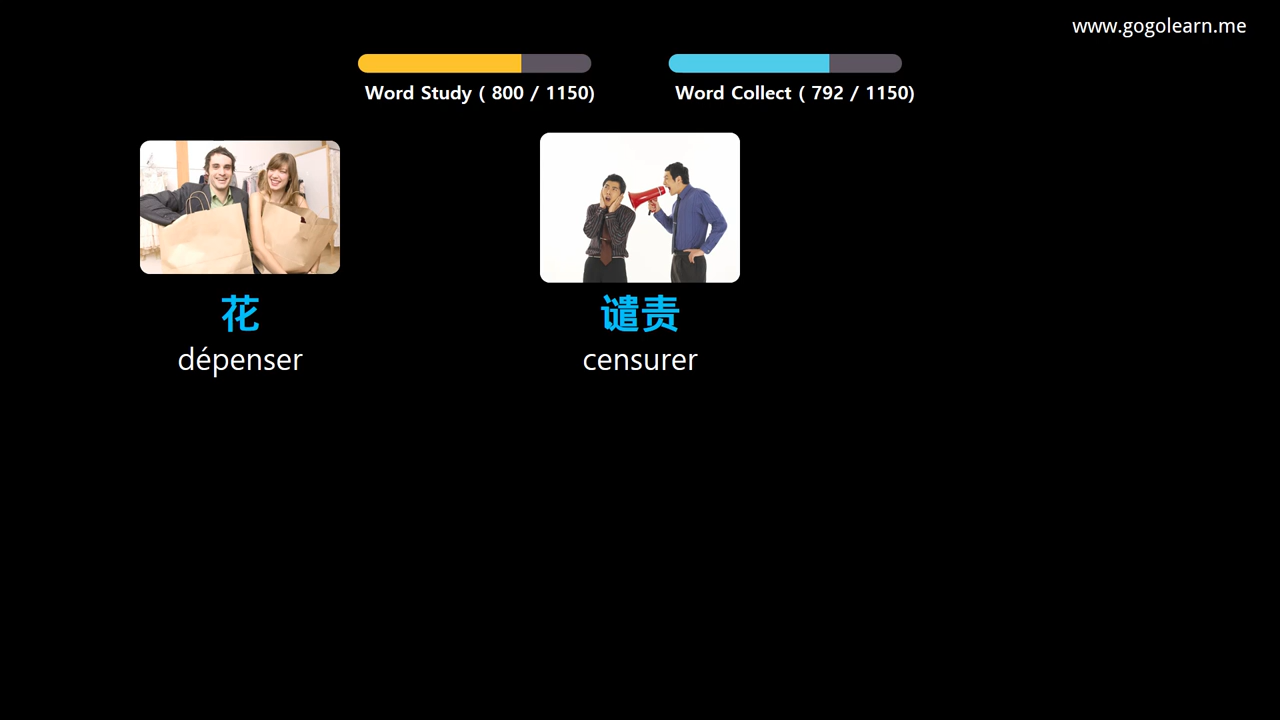 www.gogolearn.me
Word Study ( 800 / 1150)
Word Collect ( 792 / 1150)
花
dépenser
谴责
censurer